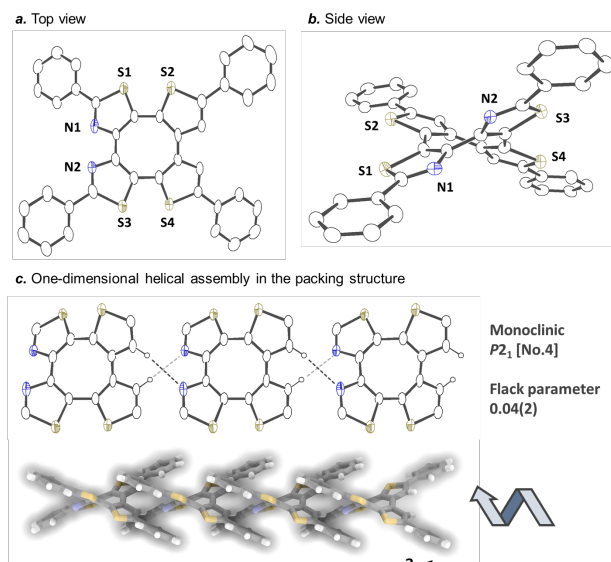 a. Top view
b. Side view
S1
S2
N1
N2
S3
S4
N2
S3
S2
S4
S1
N1
c. One-dimensional helical assembly in the packing structure
Monoclinic
P2₁ [No.4]
Flack parameter
0.04(2)